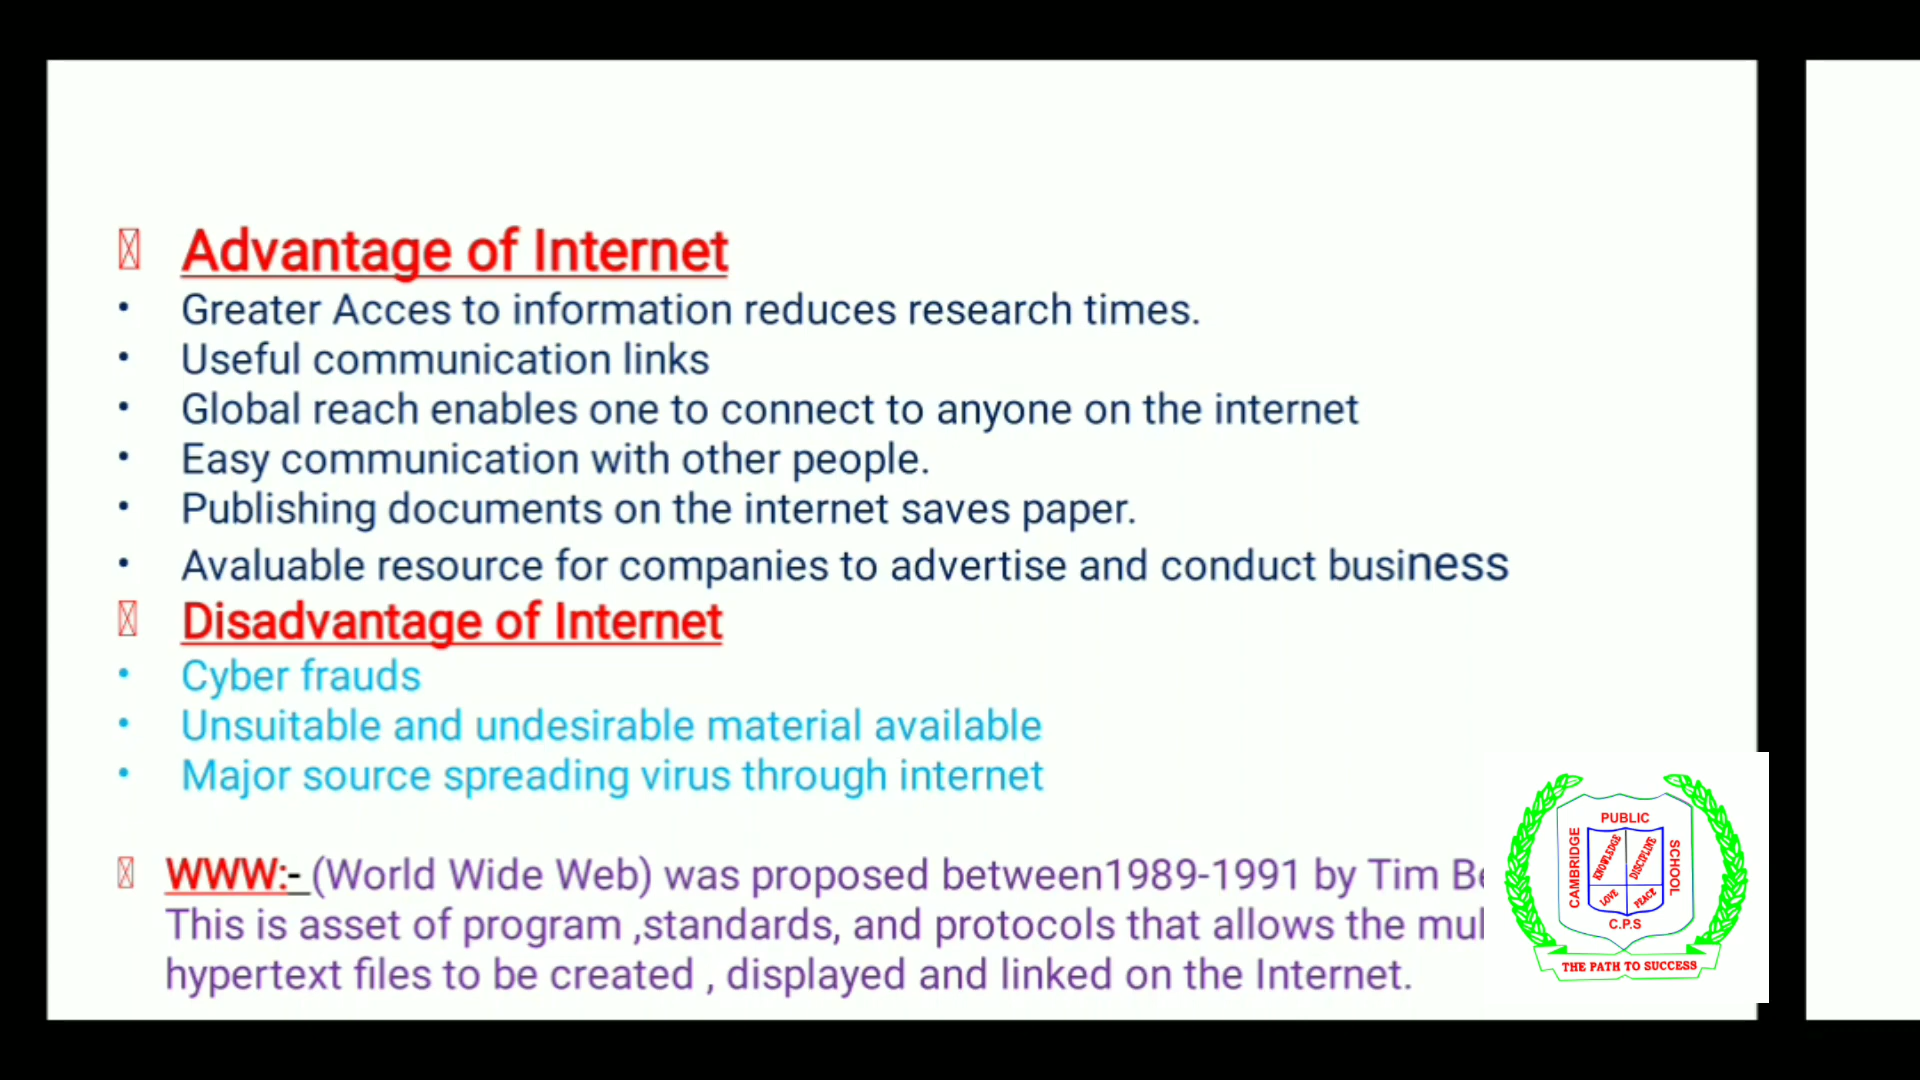 Advantage of Internet
• Greater Acces to information reduces research times.
• Useful communication links
• Global reach enables one to connect to anyone on the internet
• Easy communication with other people.
• Publishing documents on the internet saves paper.
• Avaluable resource for companies to advertise and conduct business
Disadvantage of Internet
• Cyber frauds
• Unsuitable and undesirable material available
• Major source spreading virus through internet
WWW:- (World Wide Web) was proposed between1989-1991 by Tim
This is asset of program ,standards, and protocols that allows the
hypertext files to be created , displayed and linked on the Internet.
CAMBRIDGE
PUBLIC
SCHOOL
KNOWLEDGE
DISCIPLINE
LOVE
PEACE
C.P.S
THE PATH TO SUCCESS